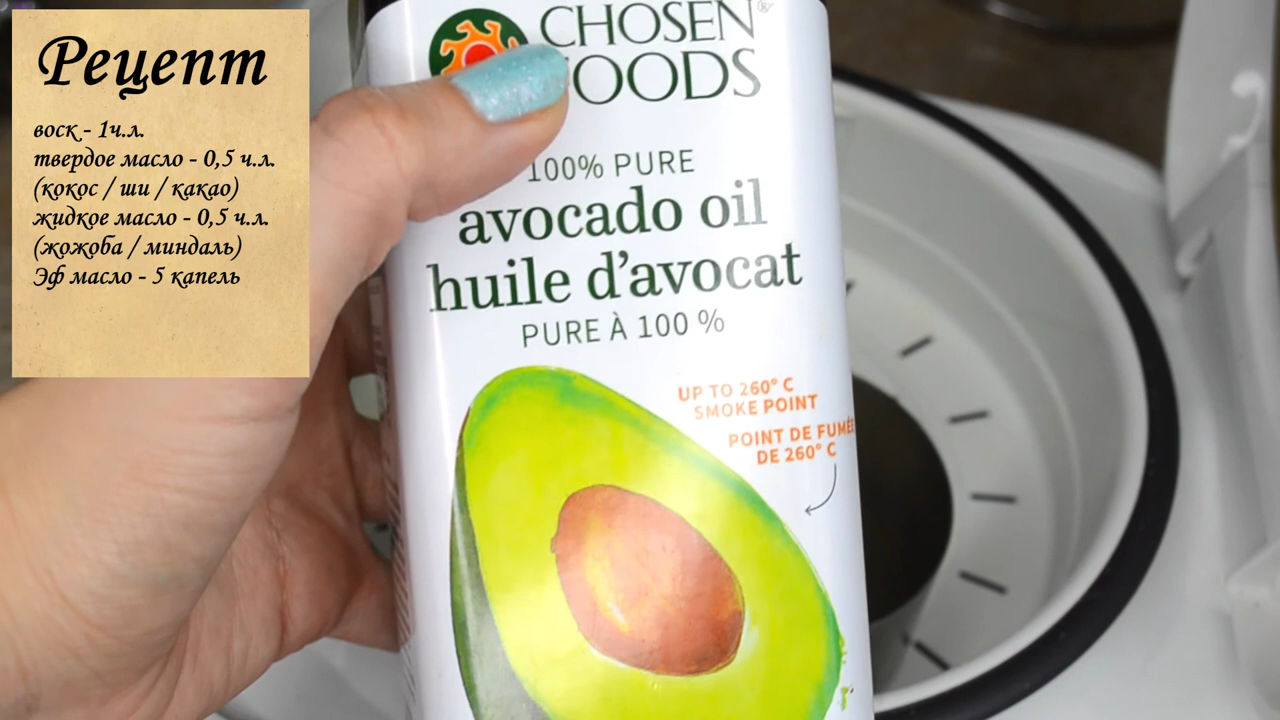 Рецепт
воск - 1ч.л.
твердое масло - 0,5 ч.л.
(кокос / ши / какао)
жидкое масло - 0,5 ч.л.
(жожоба / миндаль)
Эф масло - 5 капель
CHOSEN®
FOODS
100% PURE
avocado oil
huile d'avocat
PURE À 100 %
UP TO 260° C
SMOKE POINT
POINT DE FUMÉE
DE 260° C